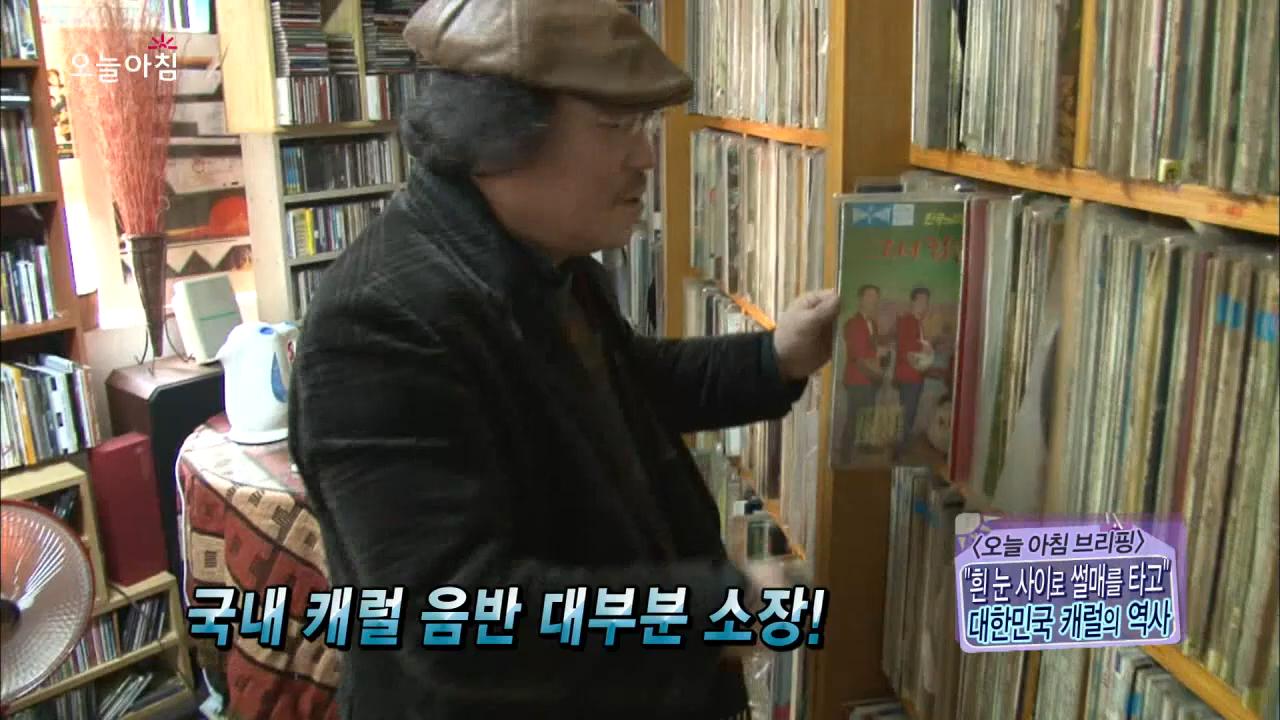 오늘아침
국내 캐럴 음반 대부분 소장!
<오늘 아침 브리핑>
"흰 눈 사이로 썰매를 타고"
대한민국 캐럴의 역사